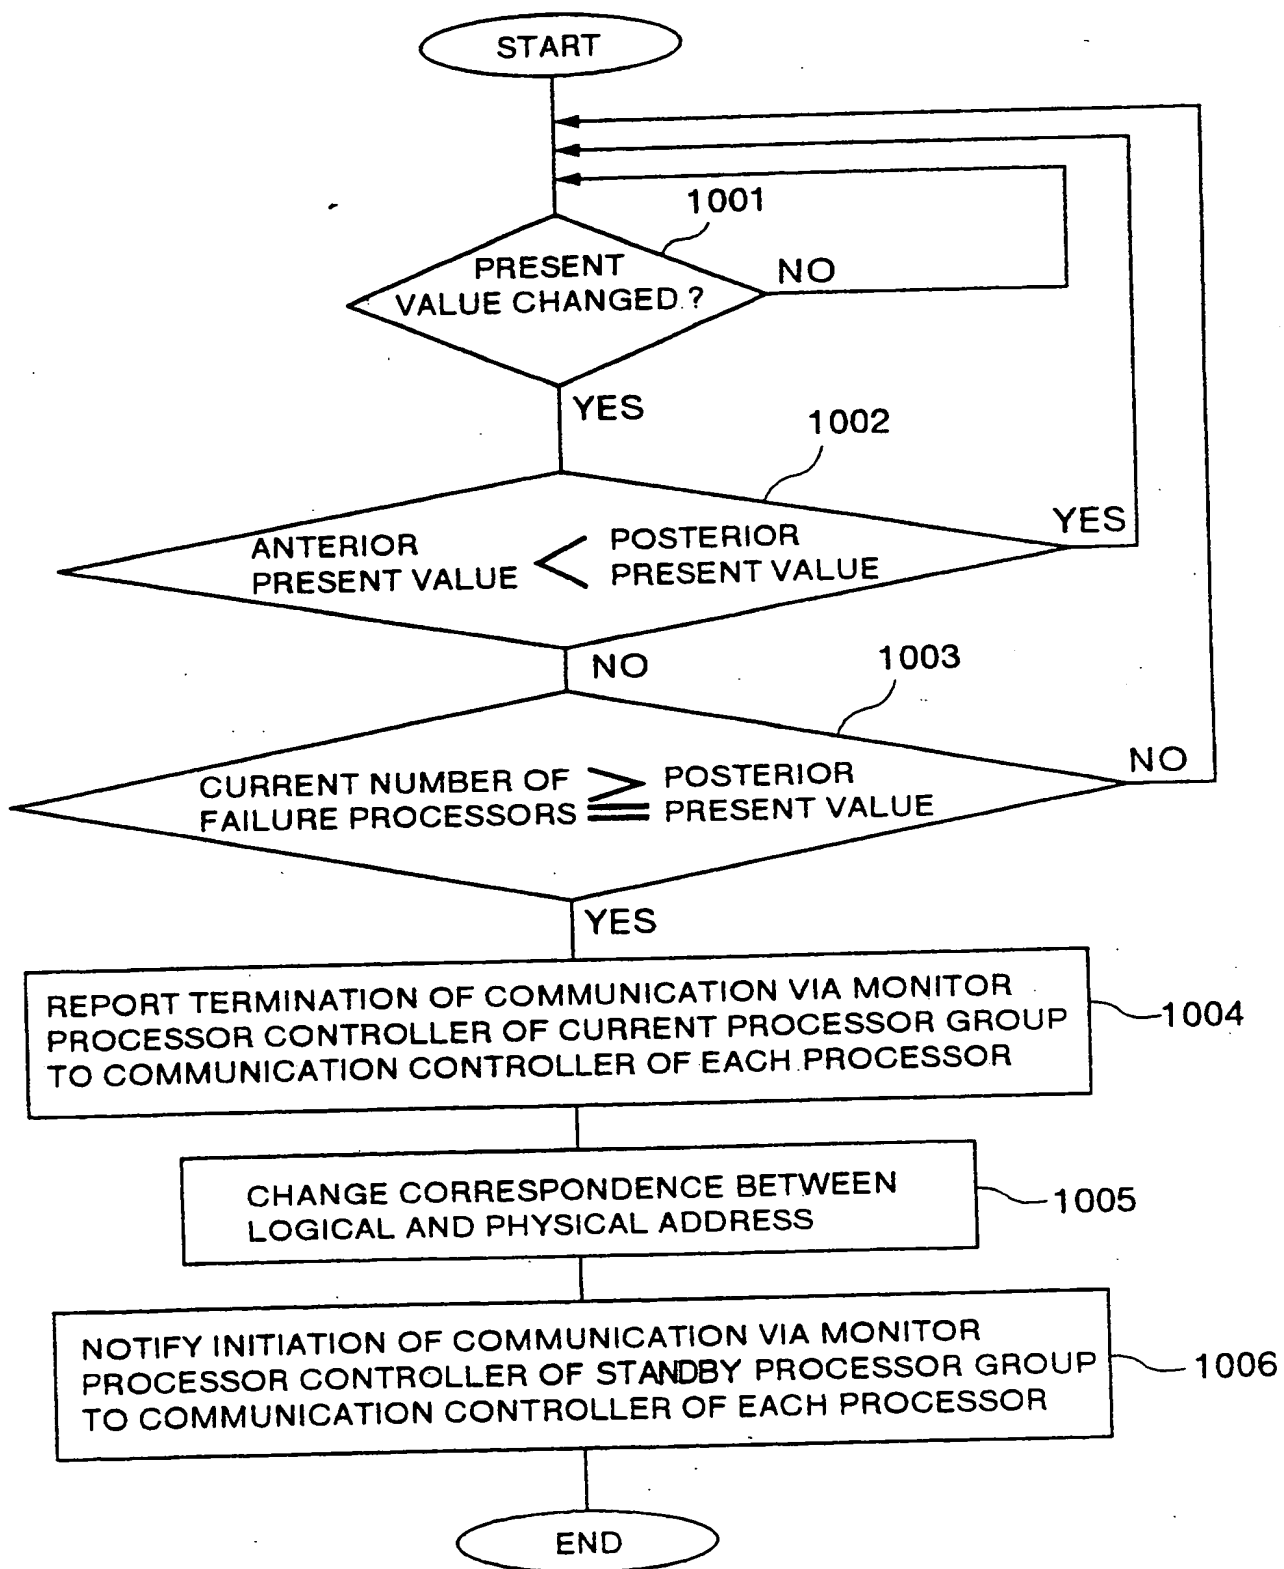 START
1001
PRESENT
VALUE CHANGED ?
NO
YES
1002
ANTERIOR
PRESENT VALUE
<
POSTERIOR
PRESENT VALUE
YES
NO
1003
CURRENT NUMBER OF
FAILURE PROCESSORS
≧
POSTERIOR
PRESENT VALUE
NO
YES
REPORT TERMINATION OF COMMUNICATION VIA MONITOR
PROCESSOR CONTROLLER OF CURRENT PROCESSOR GROUP
TO COMMUNICATION CONTROLLER OF EACH PROCESSOR
1004
CHANGE CORRESPONDENCE BETWEEN
LOGICAL AND PHYSICAL ADDRESS
1005
NOTIFY INITIATION OF COMMUNICATION VIA MONITOR
PROCESSOR CONTROLLER OF STANDBY PROCESSOR GROUP
TO COMMUNICATION CONTROLLER OF EACH PROCESSOR
1006
END